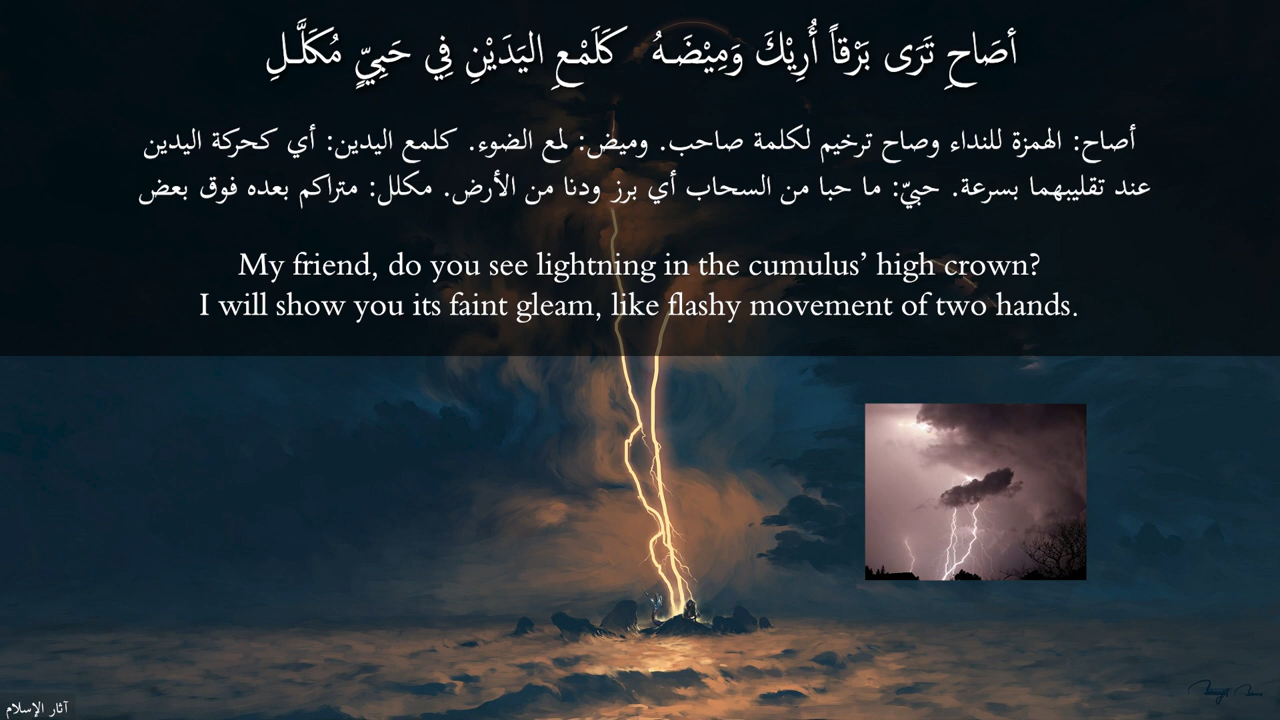 أصَاحِ تَرَى بَرْقاً أُرِيْكَ وَمِيْضَهُ كَلَمْعِ اليَدَيْنِ فِي حَبِيٍّ مُكَلَّلِ
أصاح: الهمزة للنداء وصاح ترخيم لكلمة صاحب. وميض: لمع الضوء. كلمع اليدين: أي كحركة اليدين
عند تقليبهما بسرعة. حبيّ: ما حبا من السحاب أي برز ودنا من الأرض. مكلل: متراكم بعده فوق بعض
My friend, do you see lightning in the cumulus’ high crown?
I will show you its faint gleam, like flashy movement of two hands.
آثار الإسلام